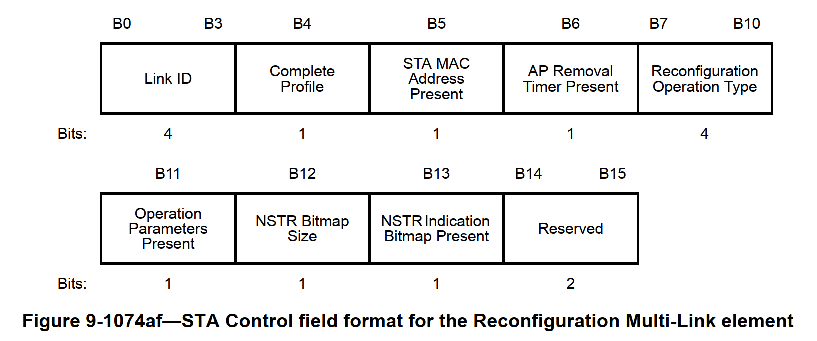 B0 B3 B4 B5 B6 B7 B10
Link ID
Complete
Profile
STA MAC
Address
Present
AP Removal
Timer Present
Reconfiguration
Operation Type
Bits: 4 1 1 1 4
B11 B12 B13 B14 B15
Operation
Parameters
Present
NSTR Bitmap
Size
NSTR Indication
Bitmap Present
Reserved
Bits: 1 1 1 2
Figure 9-1074af—STA Control field format for the Reconfiguration Multi-Link element